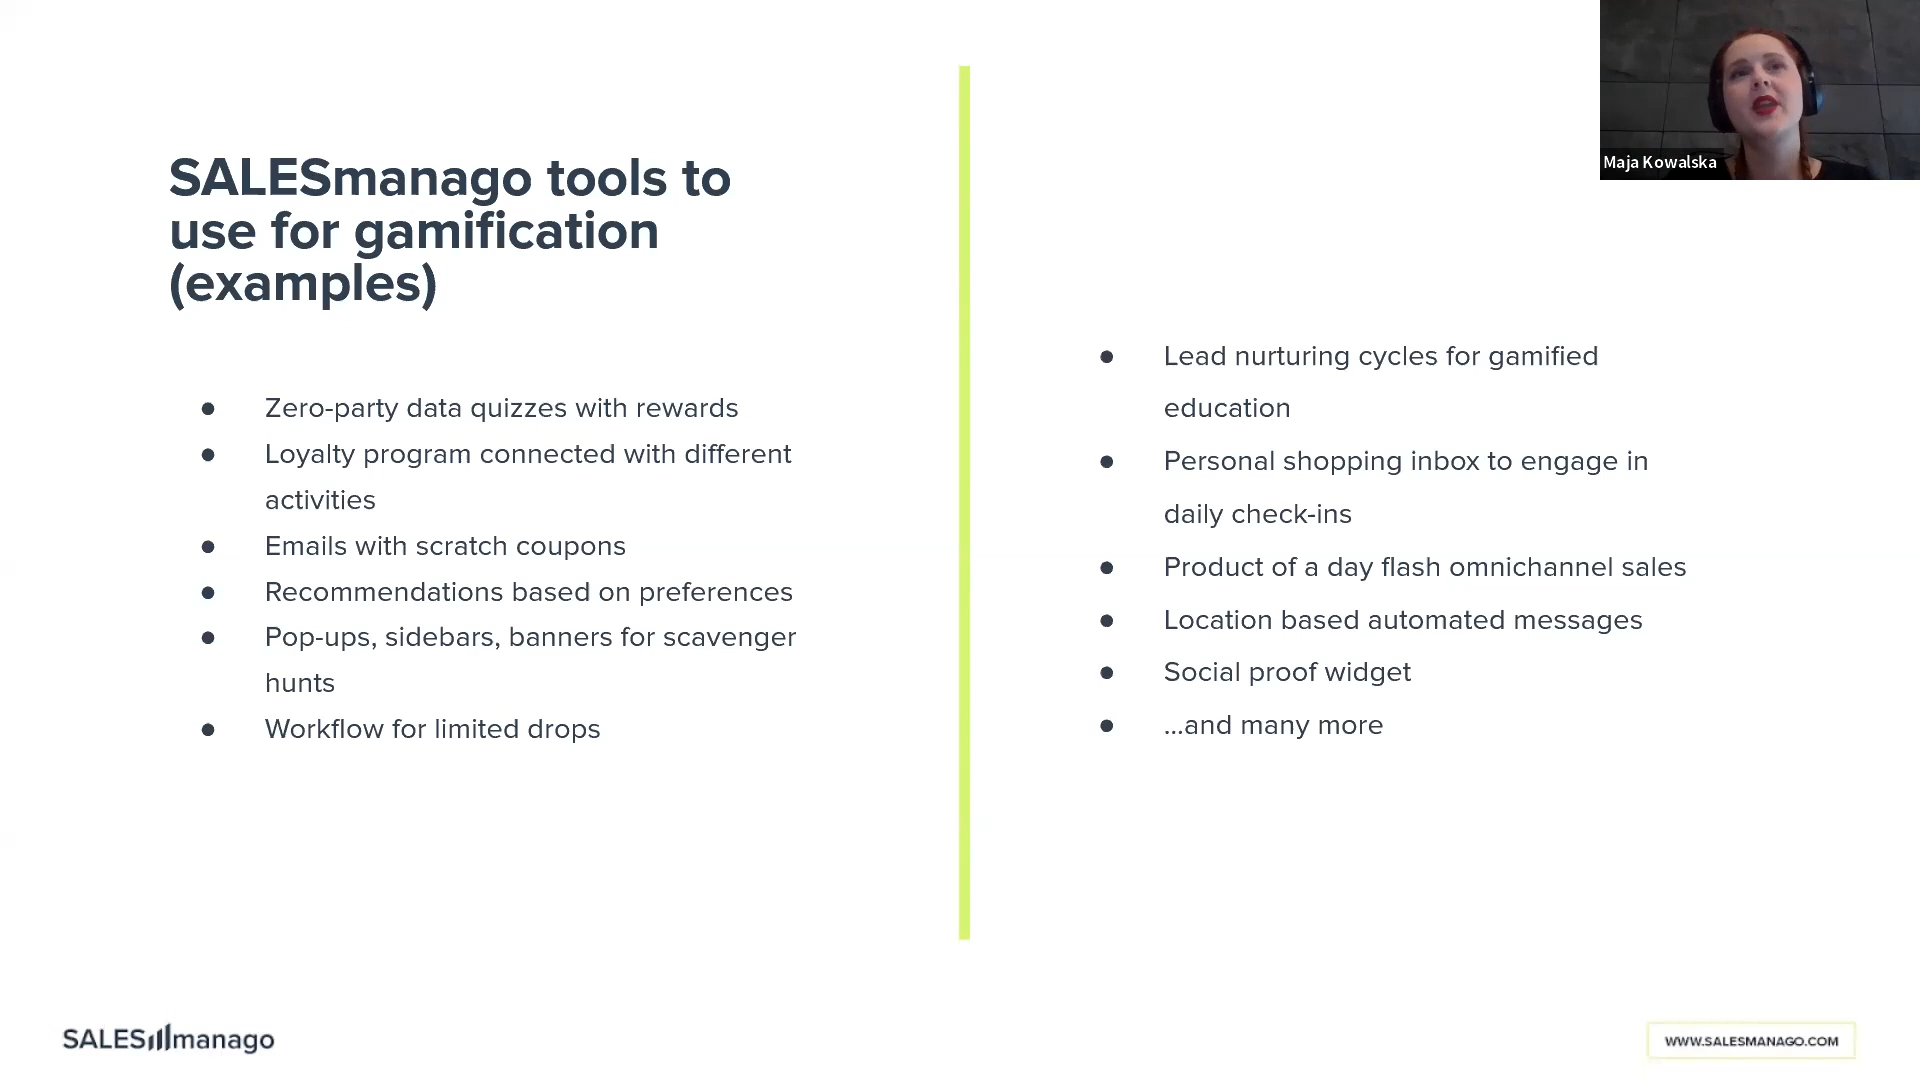 SALESmanago tools to
use for gamification
(examples)
● Zero-party data quizzes with rewards
● Loyalty program connected with different
activities
● Emails with scratch coupons
● Recommendations based on preferences
● Pop-ups, sidebars, banners for scavenger
hunts
● Workflow for limited drops
● Lead nurturing cycles for gamified
education
● Personal shopping inbox to engage in
daily check-ins
● Product of a day flash omnichannel sales
● Location based automated messages
● Social proof widget
● ...and many more
Maja Kowalska
SALESmanago
WWW.SALESMANAGO.COM